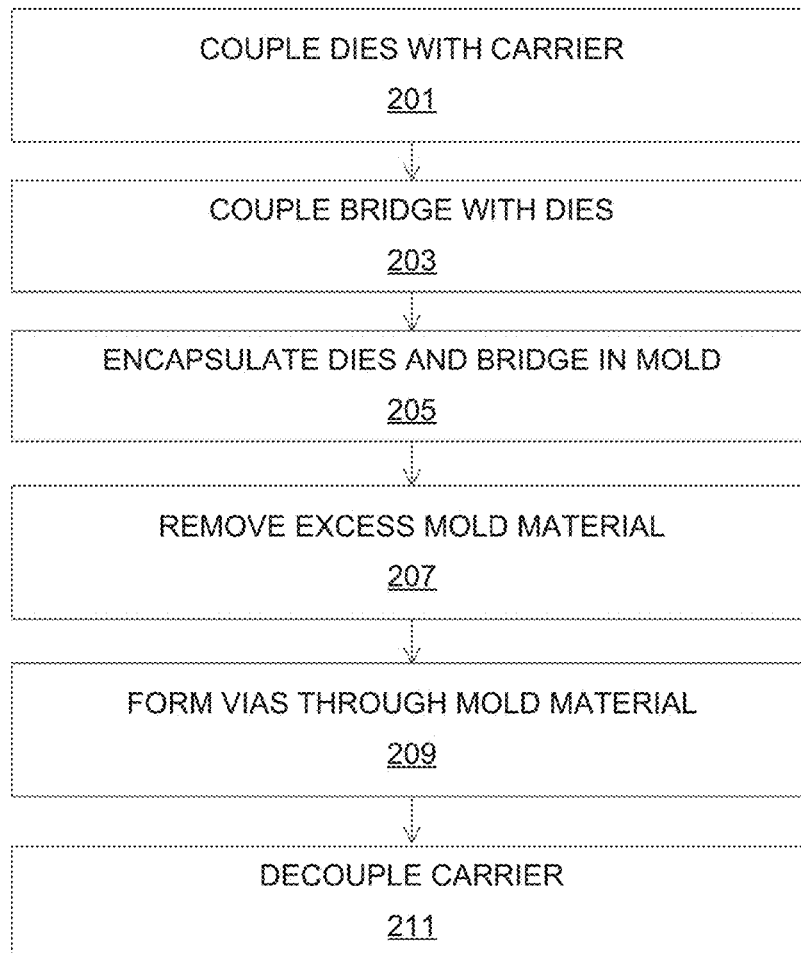 COUPLE DIES WITH CARRIER
201
COUPLE BRIDGE WITH DIES
203
ENCAPSULATE DIES AND BRIDGE IN MOLD
205
REMOVE EXCESS MOLD MATERIAL
207
FORM VIAS THROUGH MOLD MATERIAL
209
DECOUPLE CARRIER
211